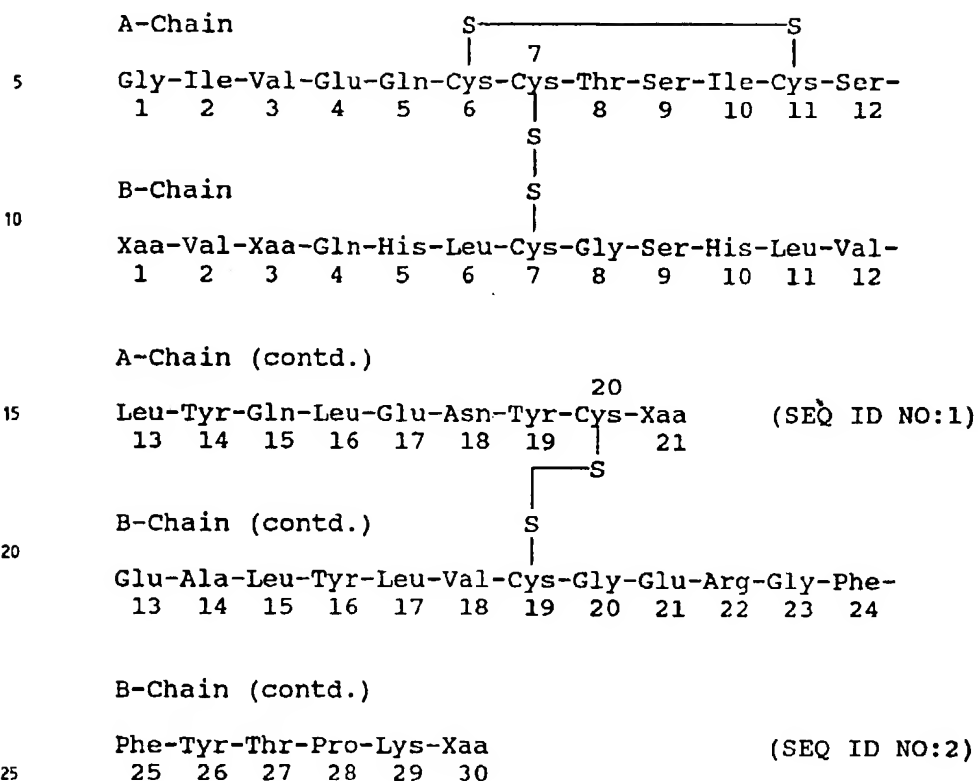 A-Chain S S
7
5 Gly-Ile-Val-Glu-Gln-Cys-Cys-Thr-Ser-Ile-Cys-Ser-
1 2 3 4 5 6 8 9 10 11 12
S
B-Chain S
10
Xaa-Val-Xaa-Gln-His-Leu-Cys-Gly-Ser-His-Leu-Val-
1 2 3 4 5 6 7 8 9 10 11 12
A-Chain (contd.)
20
15 Leu-Tyr-Gln-Leu-Glu-Asn-Tyr-Cys-Xaa (SEQ ID NO:1)
13 14 15 16 17 18 19 21
S
B-Chain (contd.) S
20
Glu-Ala-Leu-Tyr-Leu-Val-Cys-Gly-Glu-Arg-Gly-Phe-
13 14 15 16 17 18 19 20 21 22 23 24
B-Chain (contd.)
Phe-Tyr-Thr-Pro-Lys-Xaa (SEQ ID NO:2)
25 25 26 27 28 29 30